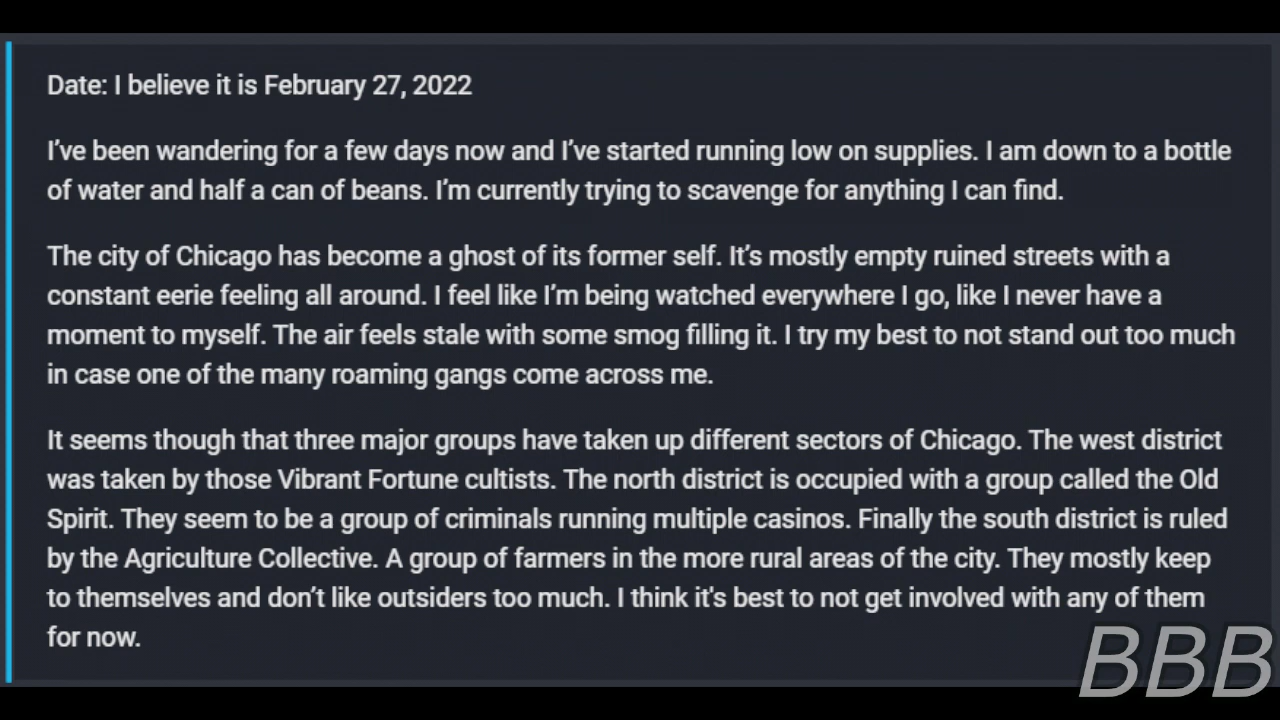 Date: I believe it is February 27, 2022
I’ve been wandering for a few days now and I’ve started running low on supplies. I am down to a bottle
of water and half a can of beans. I’m currently trying to scavenge for anything I can find.
The city of Chicago has become a ghost of its former self. It’s mostly empty ruined streets with a
constant eerie feeling all around. I feel like I’m being watched everywhere I go, like I never have a
moment to myself. The air feels stale with some smog filling it. I try my best to not stand out too much
in case one of the many roaming gangs come across me.
It seems though that three major groups have taken up different sectors of Chicago. The west district
was taken by those Vibrant Fortune cultists. The north district is occupied with a group called the Old
Spirit. They seem to be a group of criminals running multiple casinos. Finally the south district is ruled
by the Agriculture Collective. A group of farmers in the more rural areas of the city. They mostly keep
to themselves and don’t like outsiders too much. I think it's best to not get involved with any of them
for now.
BBB